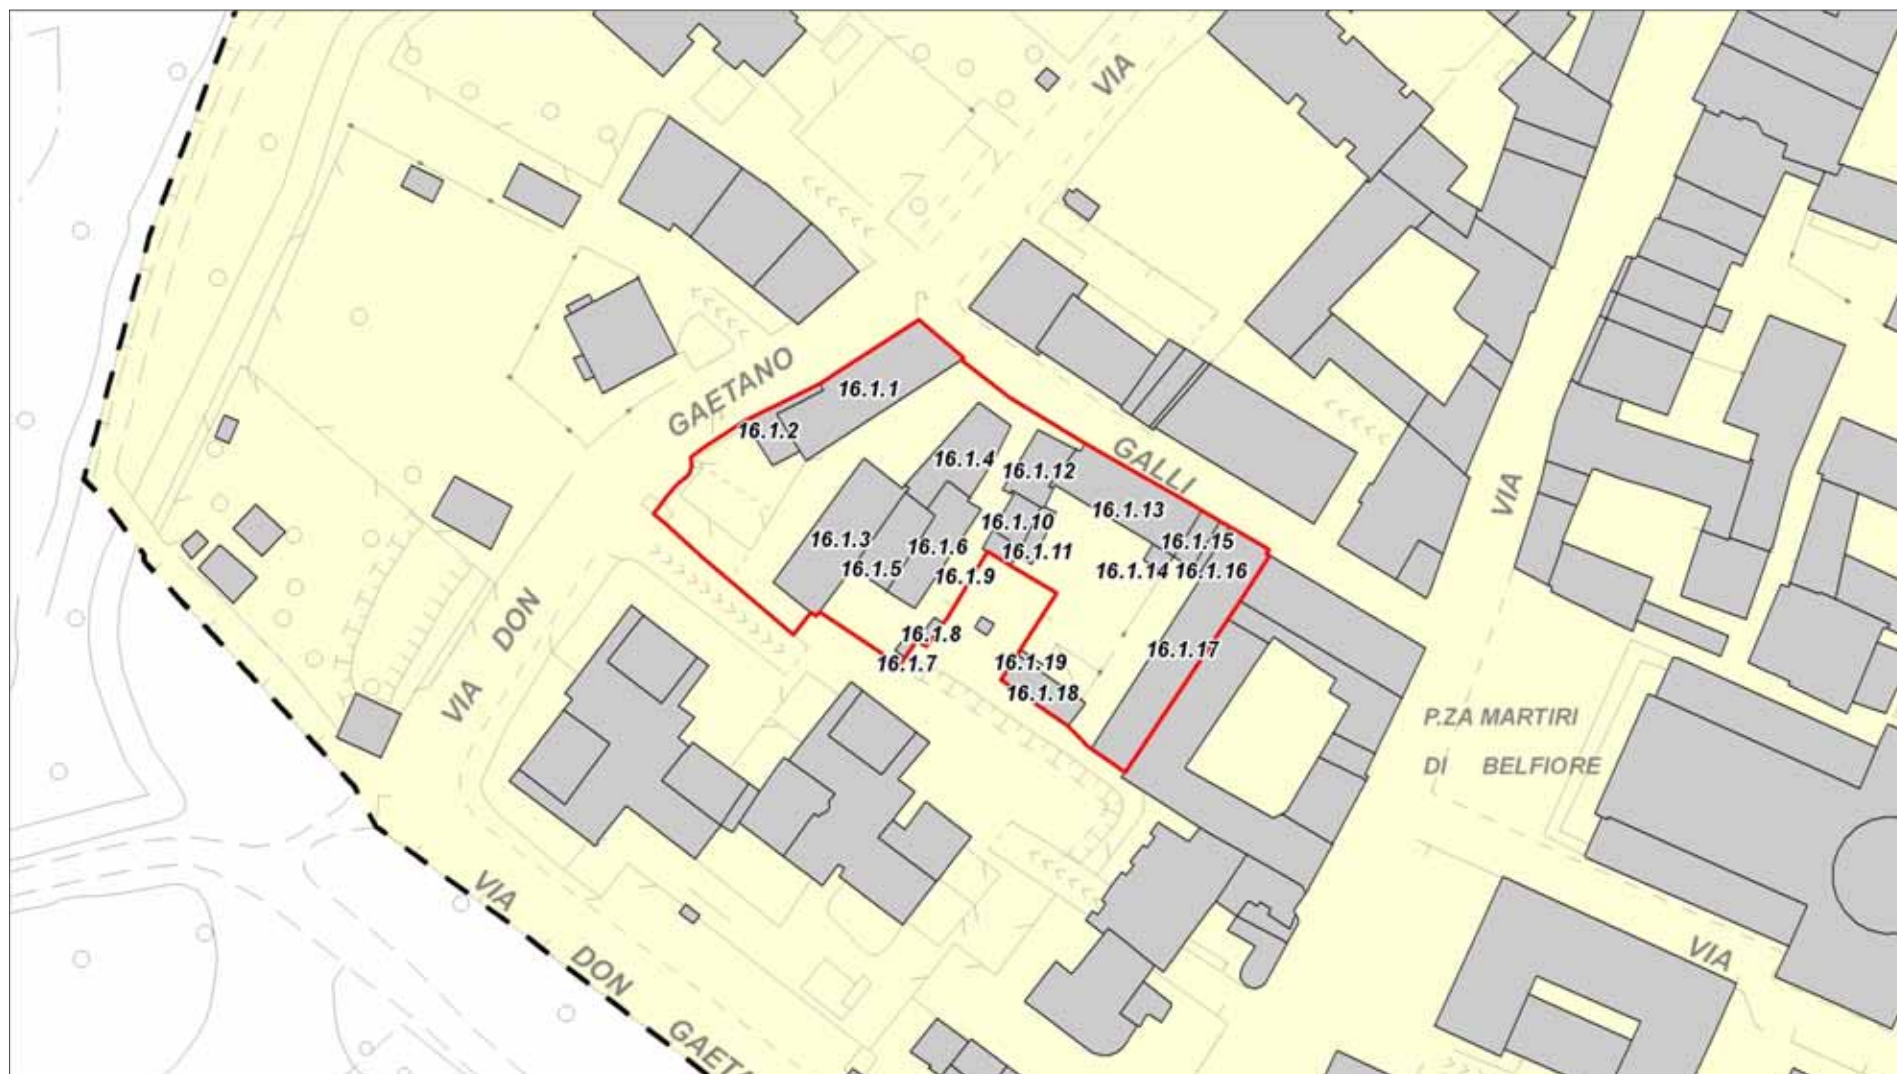 VIA
GAETANO
16.1.1
16.1.2
16.1.4
16.1.12
GALLI
VIA
16.1.13
16.1.10
16.1.3
16.1.6
16.1.11
16.1.15
16.1.5
16.1.9
16.1.14
16.1.16
DON
16.1.8
16.1.7
16.1.19
16.1.17
16.1.18
VIA
P.ZA MARTIRI
DI BELFIORE
VIA
DON
GAETA
VIA